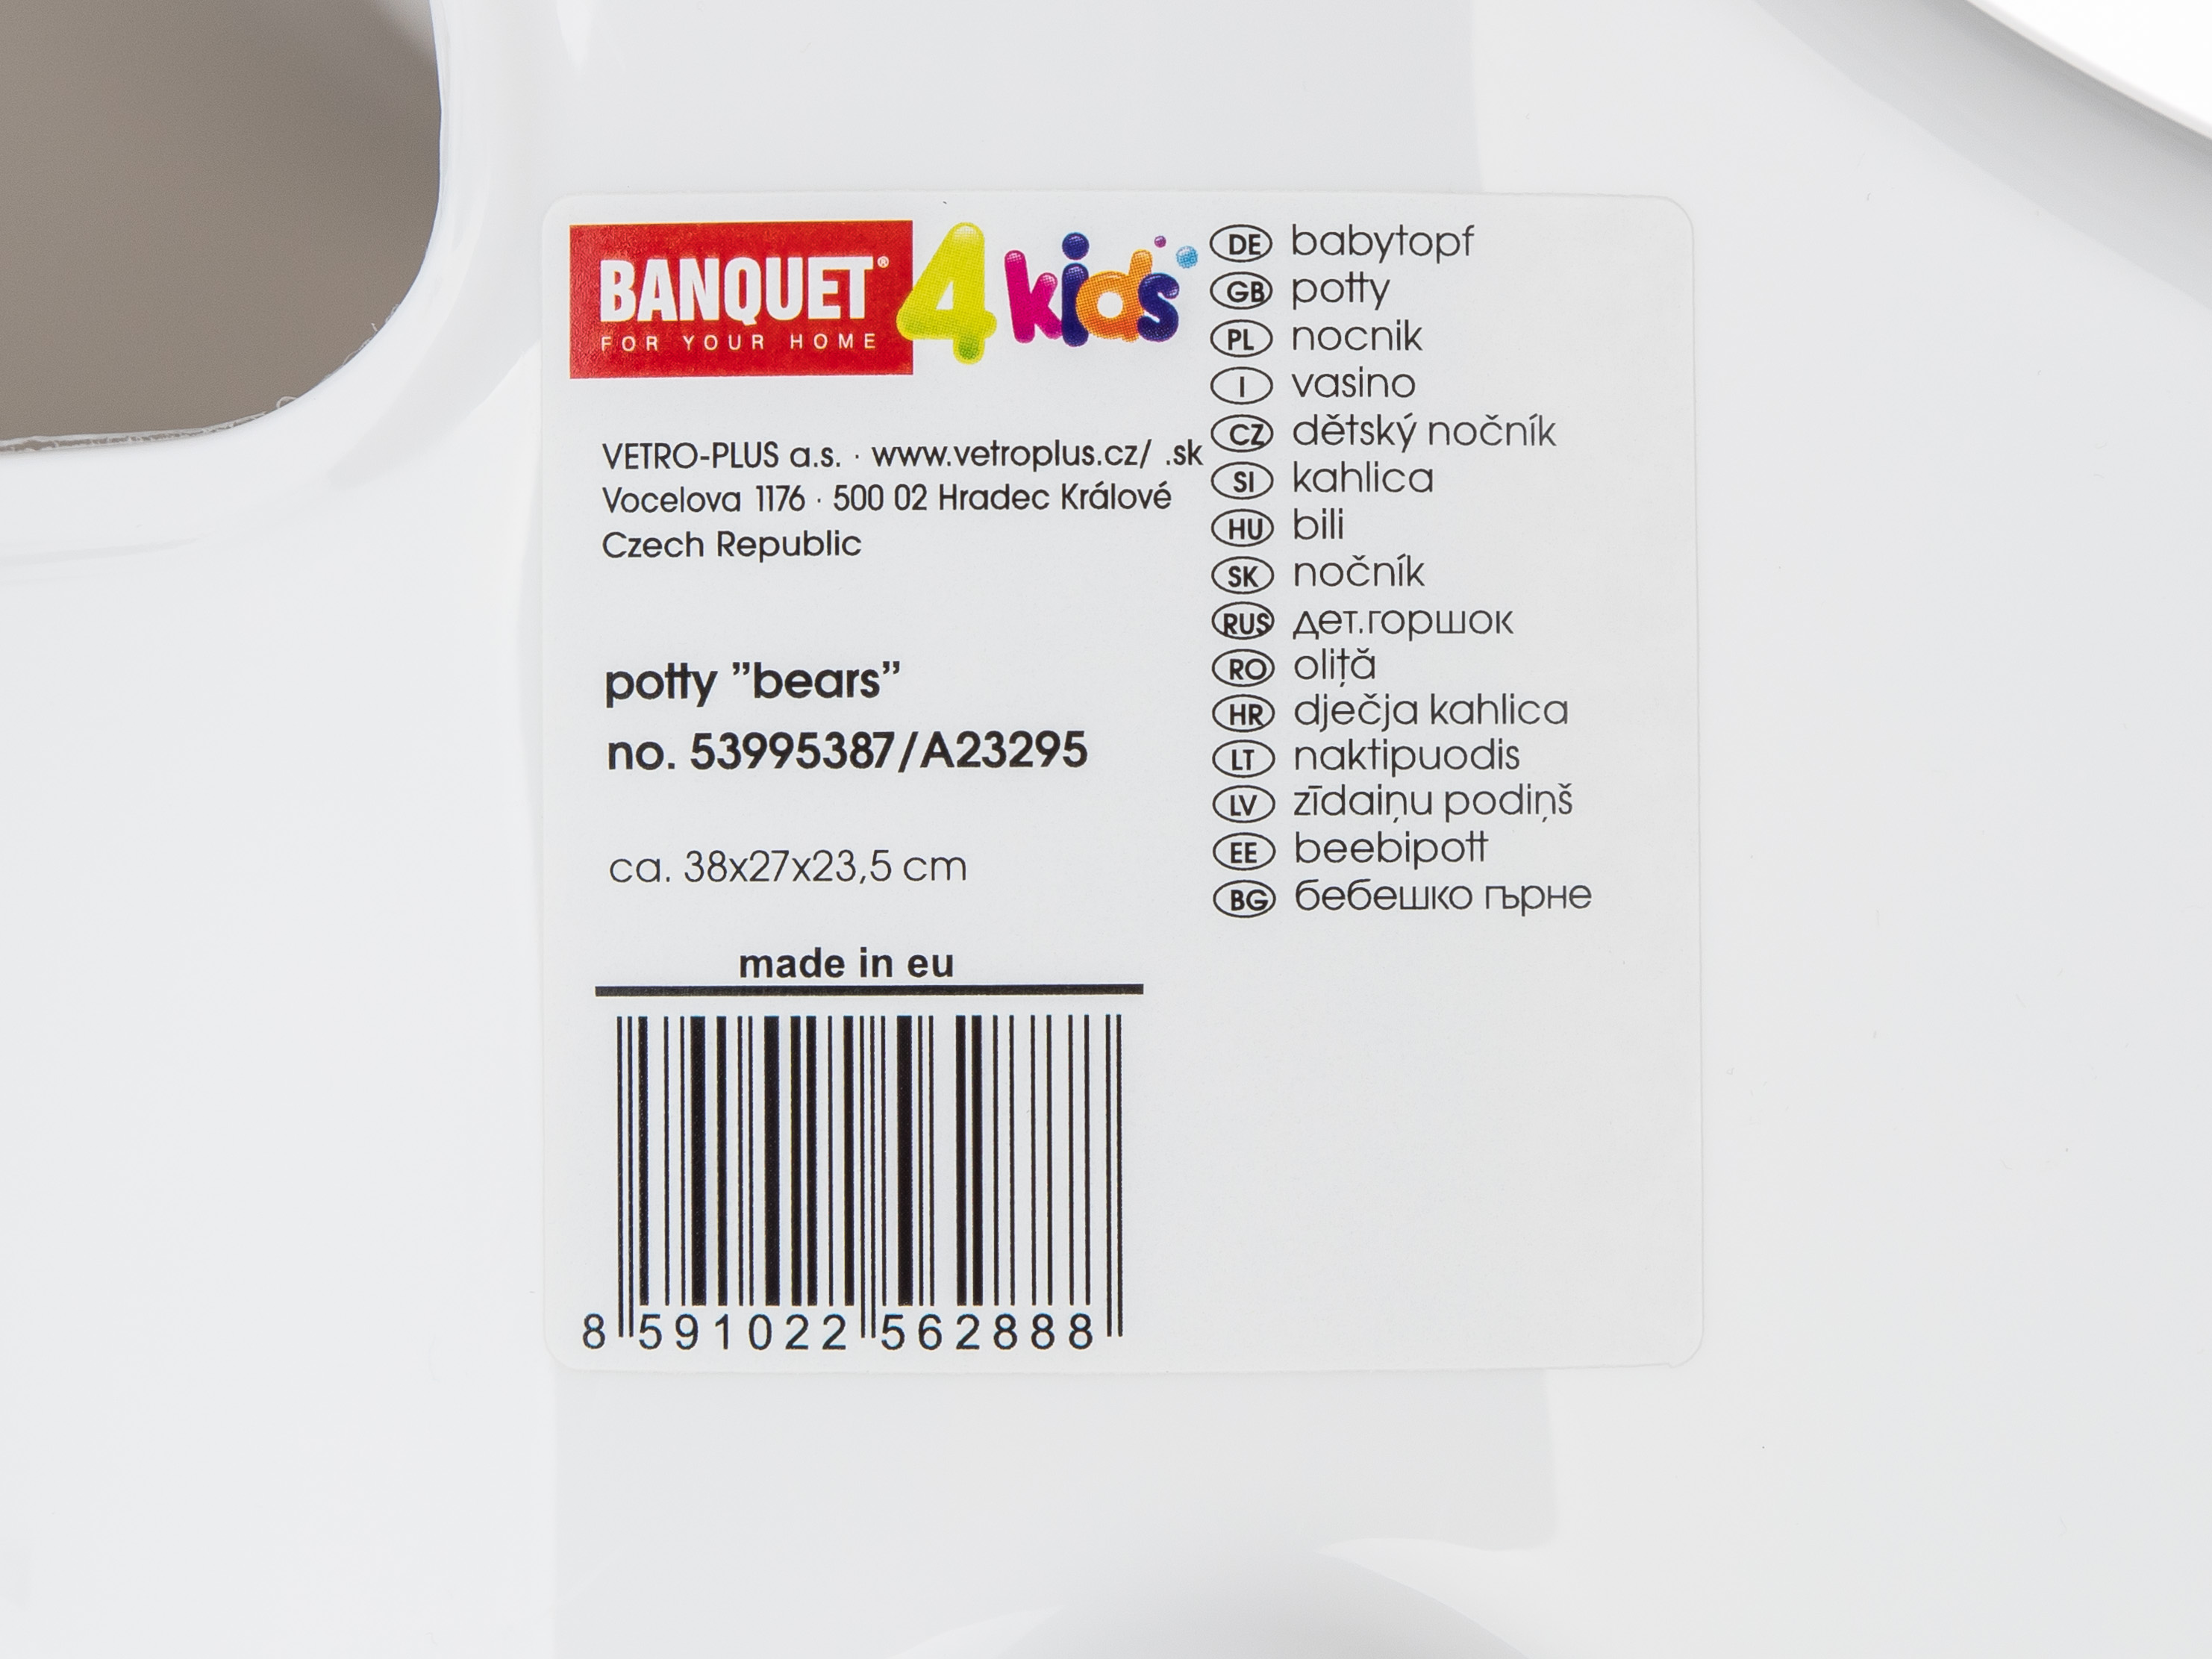 BANQUET®
FOR YOUR HOME
4 kids
VETRO-PLUS a.s. · www.vetroplus.cz/ .sk
Vocelova 1176 · 500 02 Hradec Králové
Czech Republic
potty ”bears”
no. 53995387/A23295
ca. 38x27x23,5 cm
made in eu
8 591022 562888
DE babytopf
GB potty
PL nocnik
I vasino
CZ dětský nočník
SI kahlica
HU bili
SK nočník
RUS дет.горшок
RO oliţă
HR dječja kahlica
LT naktipuodis
LV zīdaiņu podiņš
EE beebipott
BG бебешко гърне